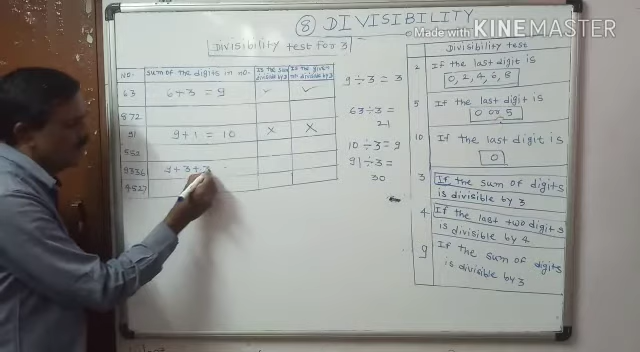 Made with KINEMASTER
⑧ DIVISIBILITY
Divisibility test for 3
NO. Sum of the digits in no. Is the sum divisible by 3 Is the given no. divisible by 3
63 6+3 = 9 ✓ ✓
872
91 9+1 = 10 × ×
552
9336 9+3+3
4527
9÷3 = 3
63÷3 =
21
10÷3 = 9
91÷3 =
30
Divisibility test
2 If the last digit is
0, 2, 4, 6, 8
5 If the last digit is
0 or 5
10 If the last digit is
0
3 If the sum of digits
is divisible by 3
4 If the last two digits
is divisible by 4
9 If the sum of digits
is divisible by 3